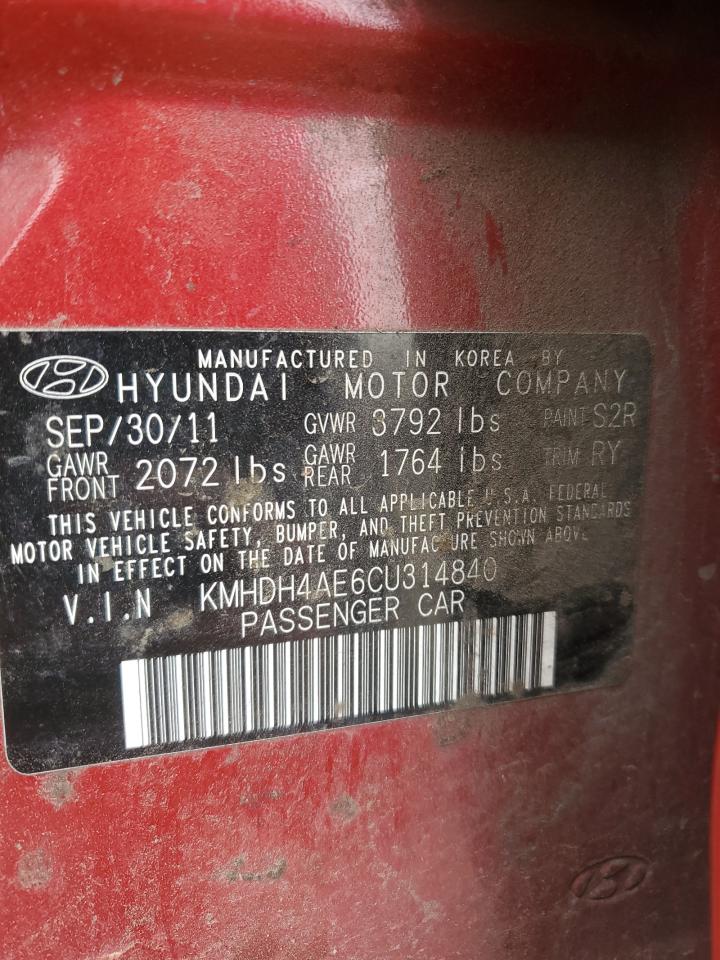 MANUFACTURED IN KOREA BY
HYUNDAI MOTOR COMPANY
SEP/30/11 GVWR 3792 lbs PAINT S2R
GAWR FRONT 2072 lbs GAWR REAR 1764 lbs TRIM RY
THIS VEHICLE CONFORMS TO ALL APPLICABLE U.S.A. FEDERAL
MOTOR VEHICLE SAFETY, BUMPER, AND THEFT PREVENTION STANDARDS
IN EFFECT ON THE DATE OF MANUFACTURE SHOWN ABOVE
V.I.N KMHDH4AE6CU314840
PASSENGER CAR